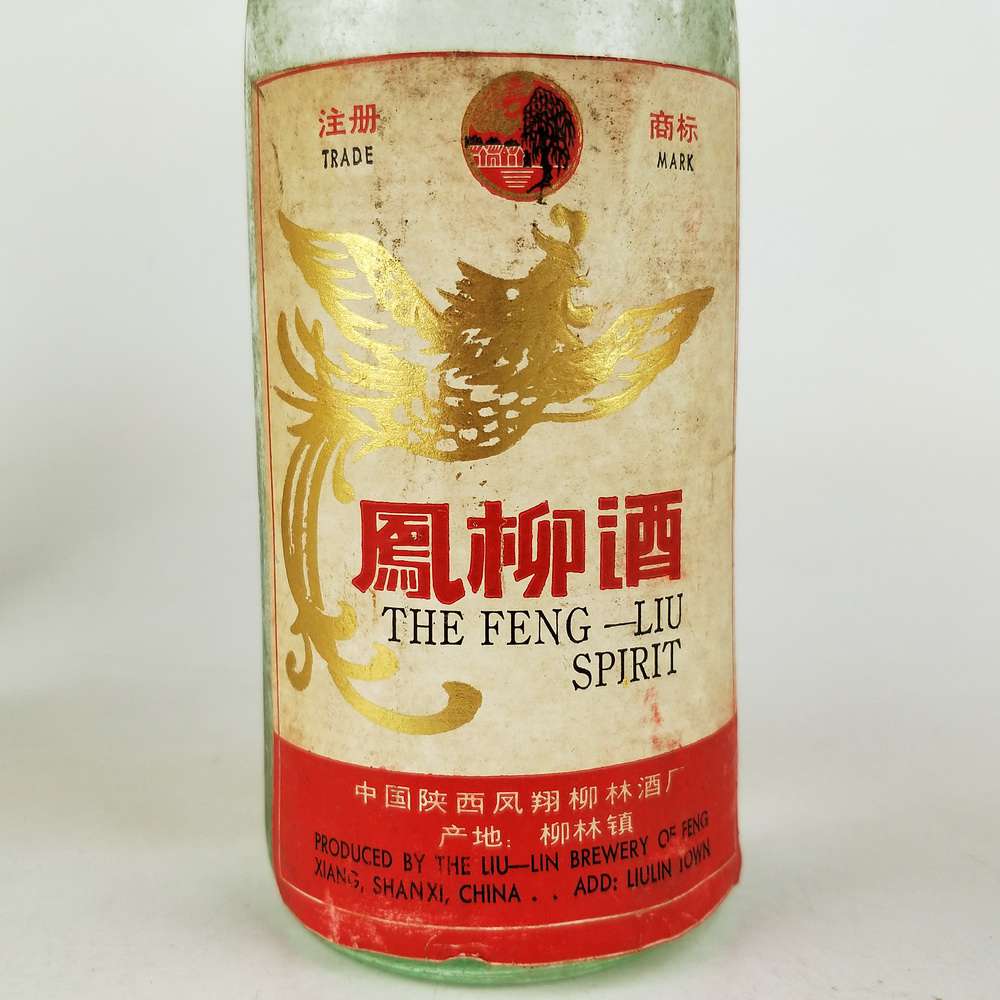 注册 商标
TRADE MARK
鳳柳酒
THE FENG—LIU
SPIRIT
中国陕西凤翔柳林酒厂
产地：柳林镇
PRODUCED BY THE LIU—LIN BREWERY OF FENG
XIANG, SHANXI, CHINA . . ADD: LIULIN TOWN